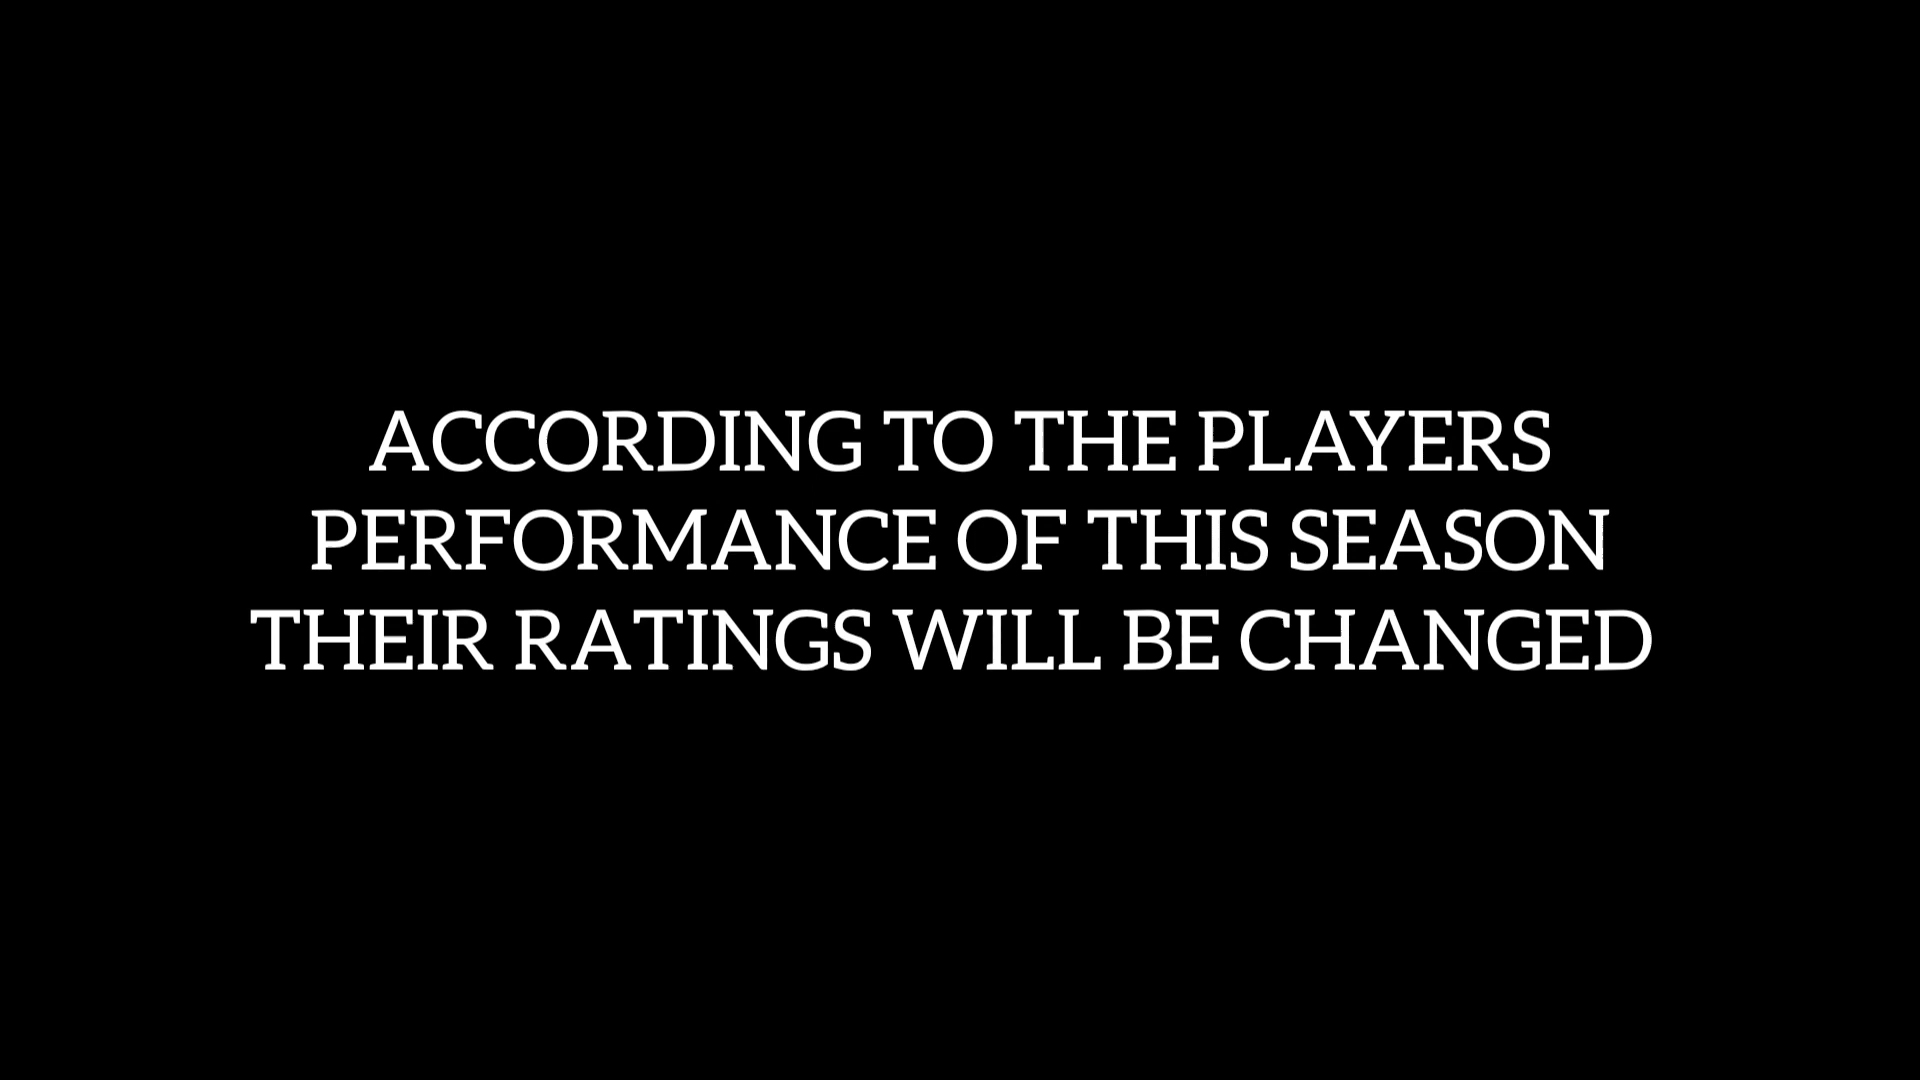 ACCORDING TO THE PLAYERS
PERFORMANCE OF THIS SEASON
THEIR RATINGS WILL BE CHANGED